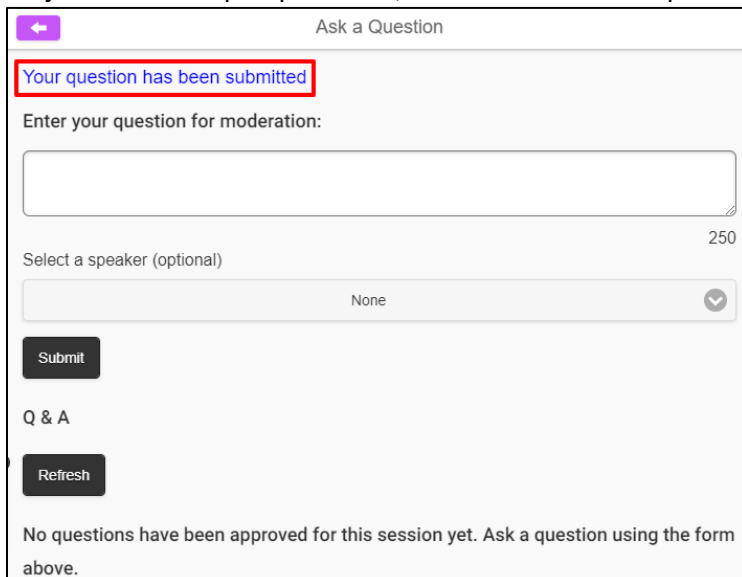 Ask a Question
Your question has been submitted
Enter your question for moderation:
250
Select a speaker (optional)
None
Submit
Q & A
Refresh
No questions have been approved for this session yet. Ask a question using the form
above.